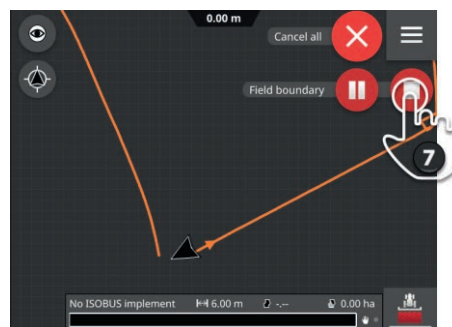 0.00 m
Cancel all
Field boundary
7
No ISOBUS implement 6.00 m -.-- 0.00 ha